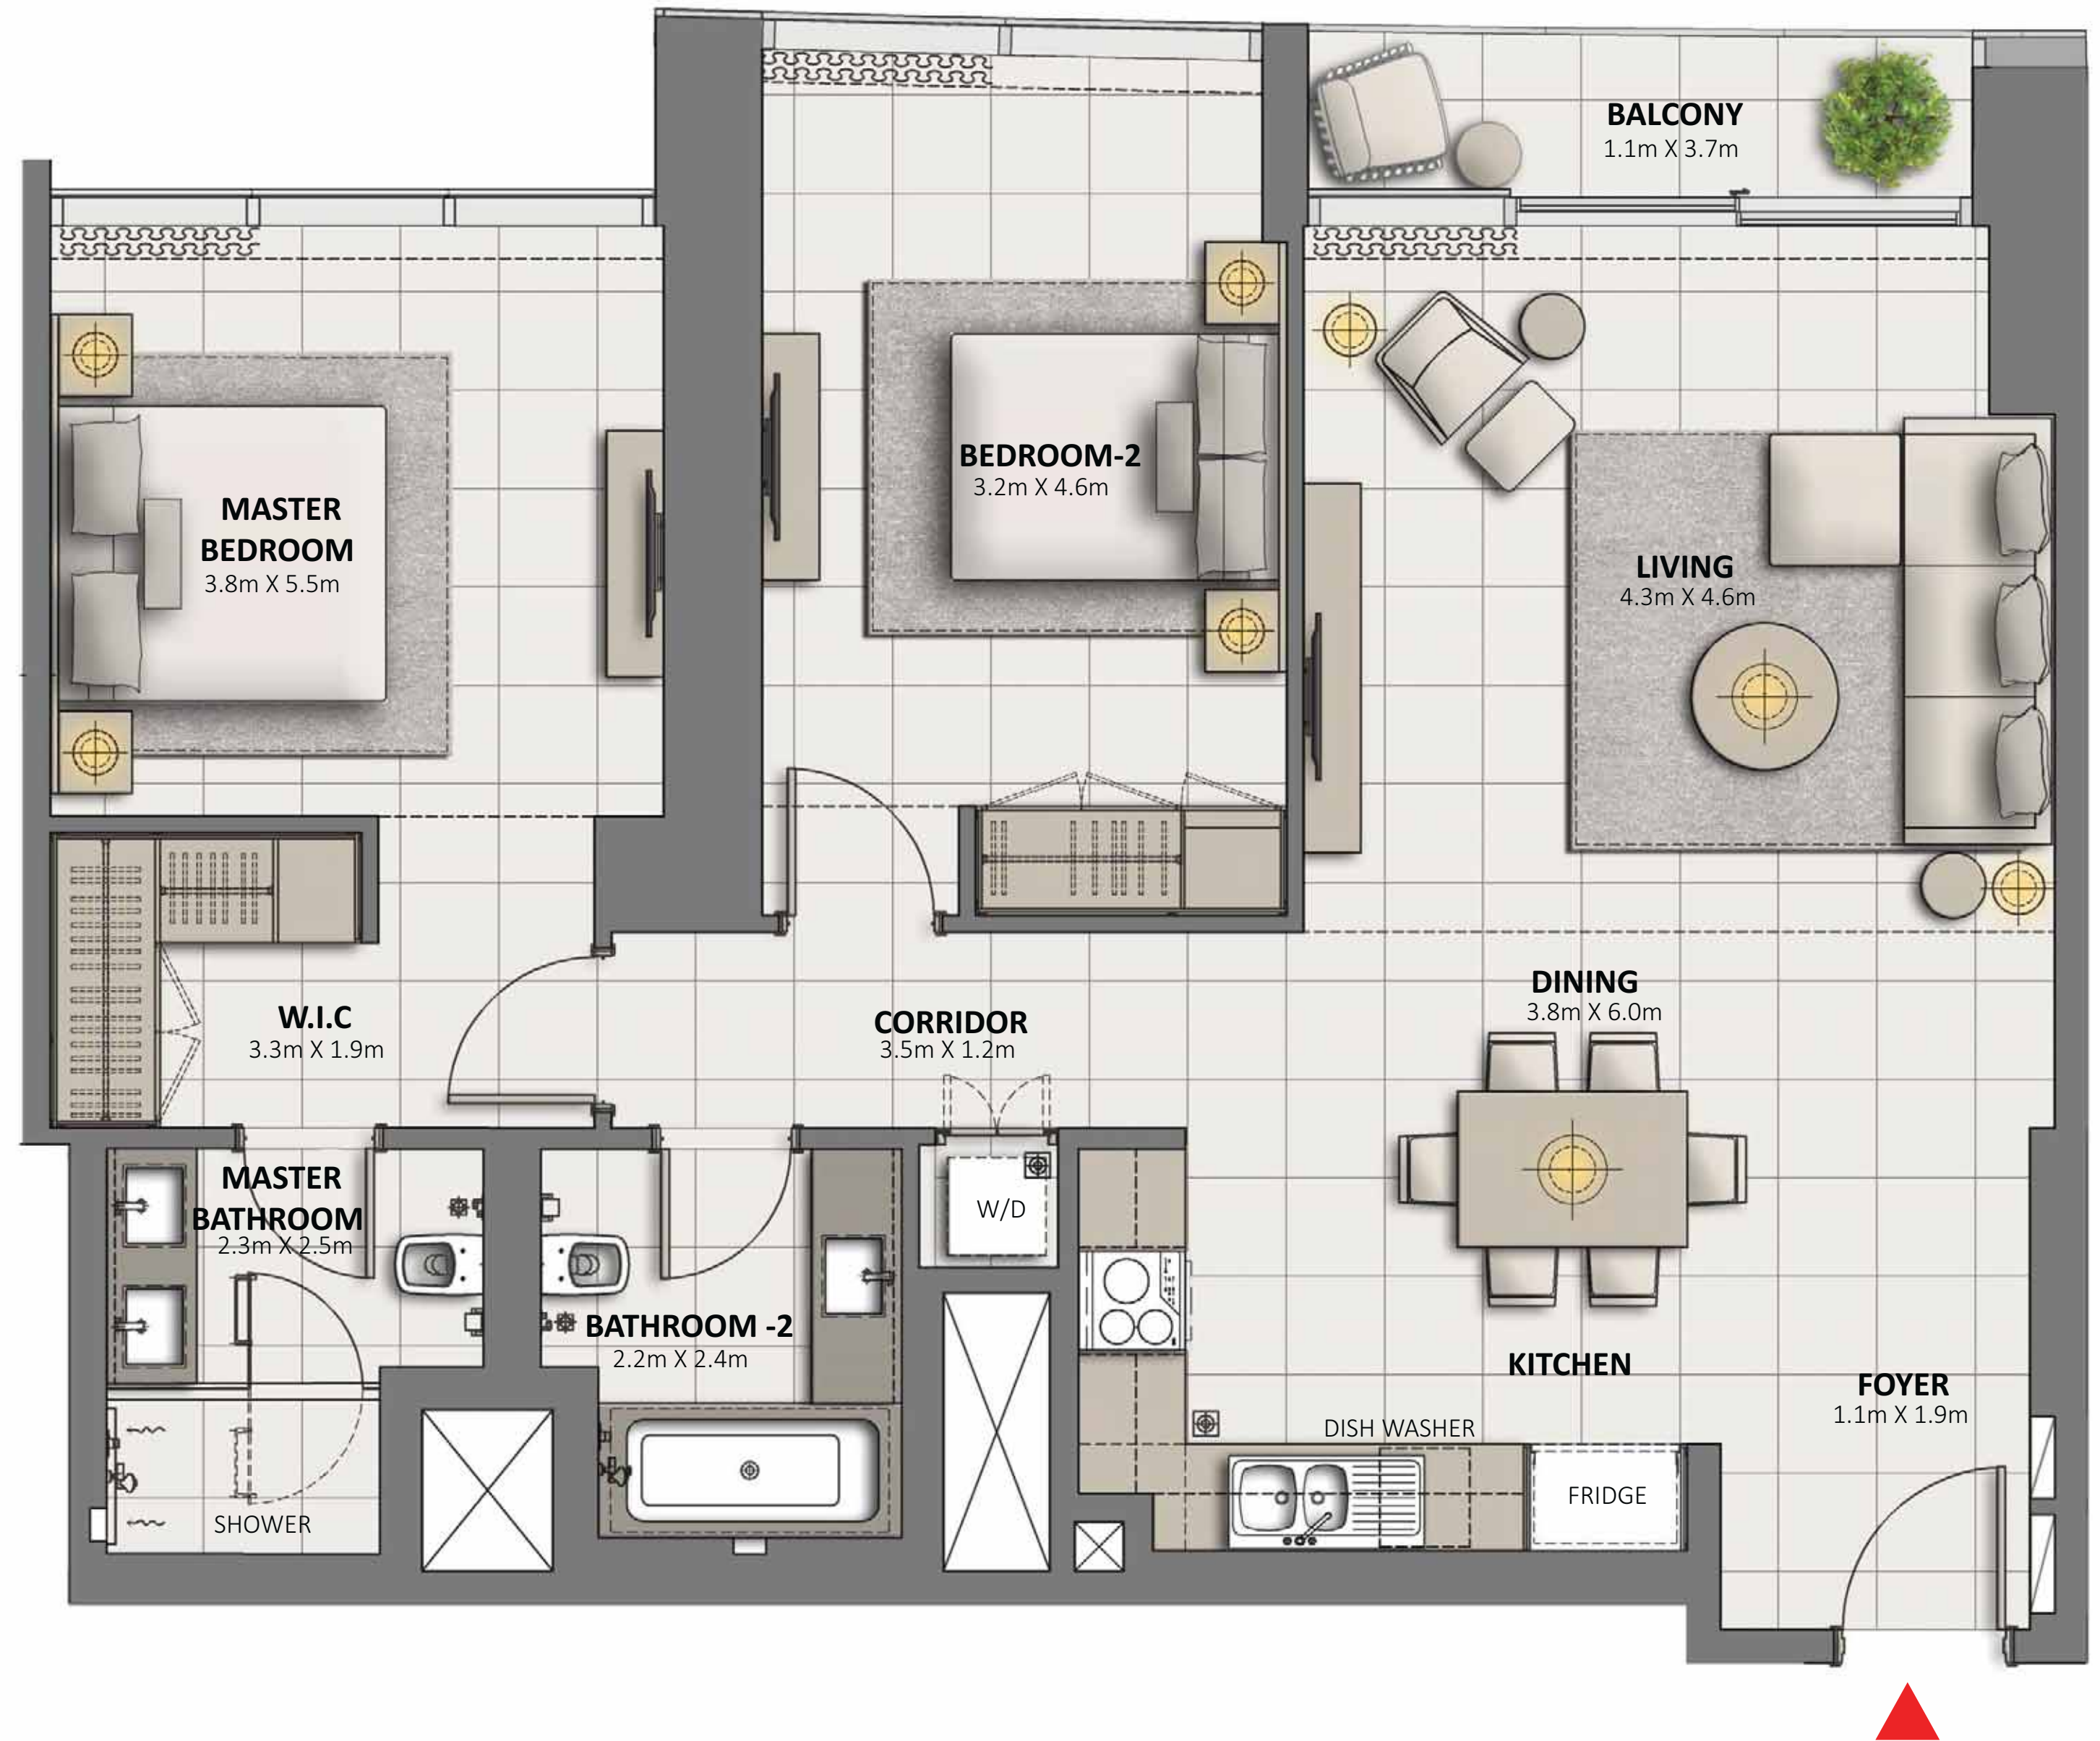 BALCONY
1.1m X 3.7m
MASTER
BEDROOM
3.8m X 5.5m
BEDROOM-2
3.2m X 4.6m
LIVING
4.3m X 4.6m
W.I.C
3.3m X 1.9m
CORRIDOR
3.5m X 1.2m
DINING
3.8m X 6.0m
MASTER
BATHROOM
2.3m X 2.5m
W/D
BATHROOM -2
2.2m X 2.4m
KITCHEN
FOYER
1.1m X 1.9m
DISH WASHER
FRIDGE
SHOWER